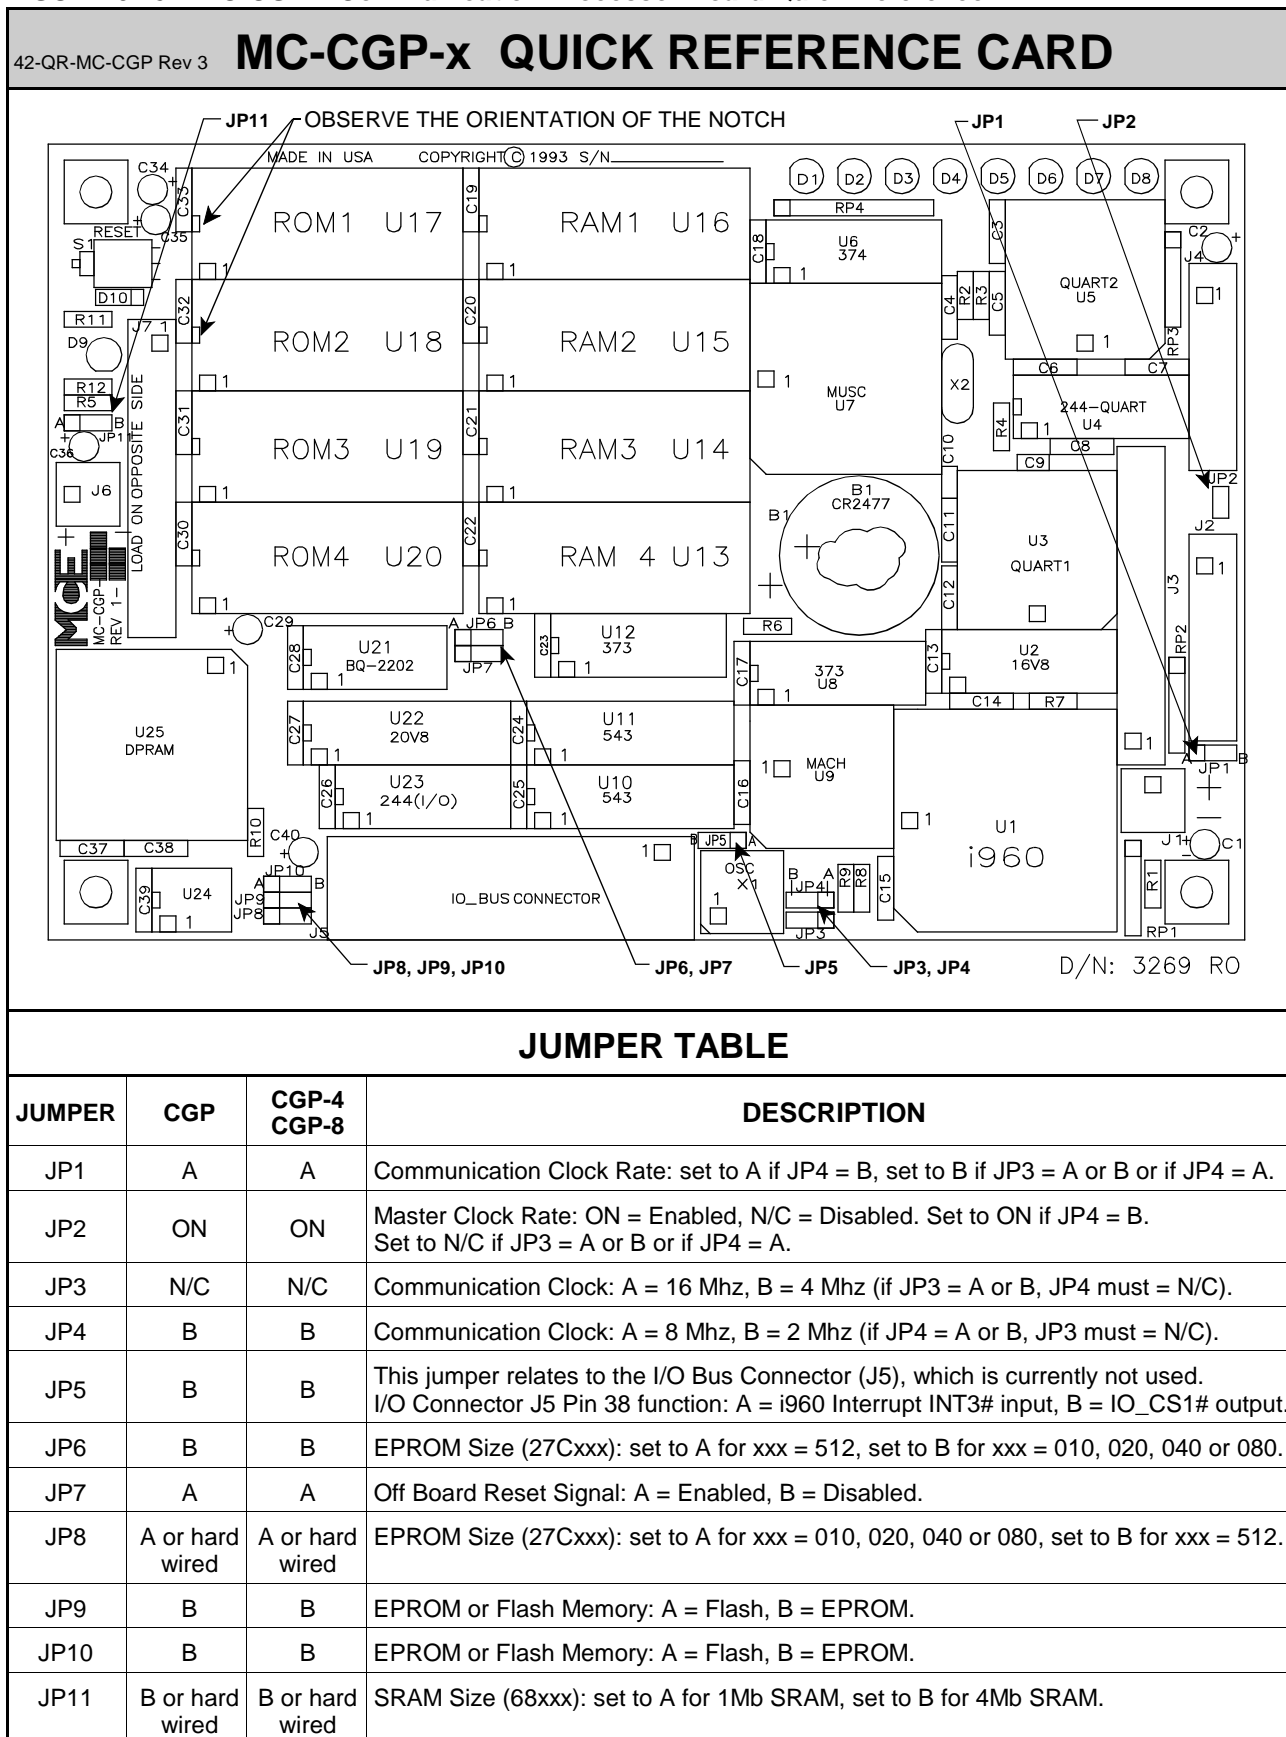 42-QR-MC-CGP Rev 3 MC-CGP-x QUICK REFERENCE CARD
JP11 OBSERVE THE ORIENTATION OF THE NOTCH JP1 JP2
MADE IN USA COPYRIGHT © 1993 S/N
C34 C33 C19 D1 D2 D3 D4 D5 D6 D7 D8
RP4
ROM1 U17 RAM1 U16
C18 U6 374
C3 C2 J4
RESET C35
S1
1 1 1
QUART2 U5
D10
C32 C20 C4 R2 R3 C5
1
R11 J7 1
D9
ROM2 U18 RAM2 U15
1 RP3
C6 C7
R12
R5
1 1 1
MUSC U7
X2
244-QUART U4
A B
JP11
C36
C31 C21
R4 1
C8
C10
C9
ROM3 U19 RAM3 U14
J6
LOAD ON OPPOSITE SIDE
1 1
B1
CR2477
B1
JP2
J2
C30 C22 C11
U3
QUART1
1
ROM4 U20 RAM 4 U13
C12
J3
MCE
MC-CGP-
REV 1-
1 1
C29
A JP6 B
JP7
C23 U12 373
1
R6
C13 U2 16V8
RP2
C28 U21 BQ-2202
1
C17 373 U8
1
C14 R7
1
U25
DPRAM
C27 U22 20V8
1
C24 U11 543
1
MACH U9
1
1
A B
JP1
C26 U23 244(I/O)
1
C25 U10 543
1
C16
1
U1
i960
J1
C1
R10
C37 C38
C40
JP10
A B
JP9
JP8
J5
1
IO_BUS CONNECTOR
B JP5 A
OSC X1
1
B A
JP4
JP3
R9 R8 C15
R1
RP1
C39 U24
1
JP8, JP9, JP10 JP6, JP7 JP5 JP3, JP4 D/N: 3269 R0
JUMPER TABLE
JUMPER CGP CGP-4 CGP-8 DESCRIPTION
JP1 A A Communication Clock Rate: set to A if JP4 = B, set to B if JP3 = A or B or if JP4 = A.
JP2 ON ON Master Clock Rate: ON = Enabled, N/C = Disabled. Set to ON if JP4 = B.
Set to N/C if JP3 = A or B or if JP4 = A.
JP3 N/C N/C Communication Clock: A = 16 Mhz, B = 4 Mhz (if JP3 = A or B, JP4 must = N/C).
JP4 B B Communication Clock: A = 8 Mhz, B = 2 Mhz (if JP4 = A or B, JP3 must = N/C).
JP5 B B This jumper relates to the I/O Bus Connector (J5), which is currently not used.
I/O Connector J5 Pin 38 function: A = i960 Interrupt INT3# input, B = IO_CS1# output.
JP6 B B EPROM Size (27Cxxx): set to A for xxx = 512, set to B for xxx = 010, 020, 040 or 080.
JP7 A A Off Board Reset Signal: A = Enabled, B = Disabled.
JP8 A or hard wired A or hard wired EPROM Size (27Cxxx): set to A for xxx = 010, 020, 040 or 080, set to B for xxx = 512.
JP9 B B EPROM or Flash Memory: A = Flash, B = EPROM.
JP10 B B EPROM or Flash Memory: A = Flash, B = EPROM.
JP11 B or hard wired B or hard wired SRAM Size (68xxx): set to A for 1Mb SRAM, set to B for 4Mb SRAM.